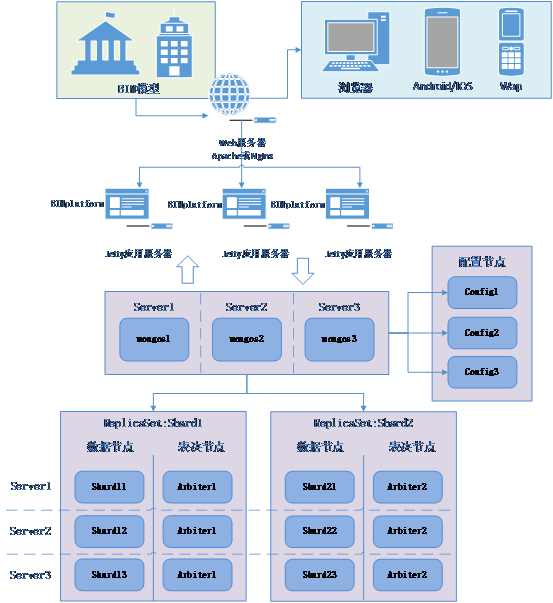 BIM模型
浏览器
Android/IOS
Wap
Web服务器
Apache或Nginx
BIMplatform
BIMplatform
BIMplatform
Jetty应用服务器
Jetty应用服务器
Jetty应用服务器
配置节点
Config1
Config2
Config3
Server1
Server2
Server3
mongos1
mongos2
mongos3
ReplicaSet:Shard1
ReplicaSet:Shard2
数据节点
表决节点
数据节点
表决节点
Server1
Shard11
Arbiter1
Shard21
Arbiter2
Server2
Shard12
Arbiter1
Shard22
Arbiter2
Server3
Shard13
Arbiter1
Shard23
Arbiter2